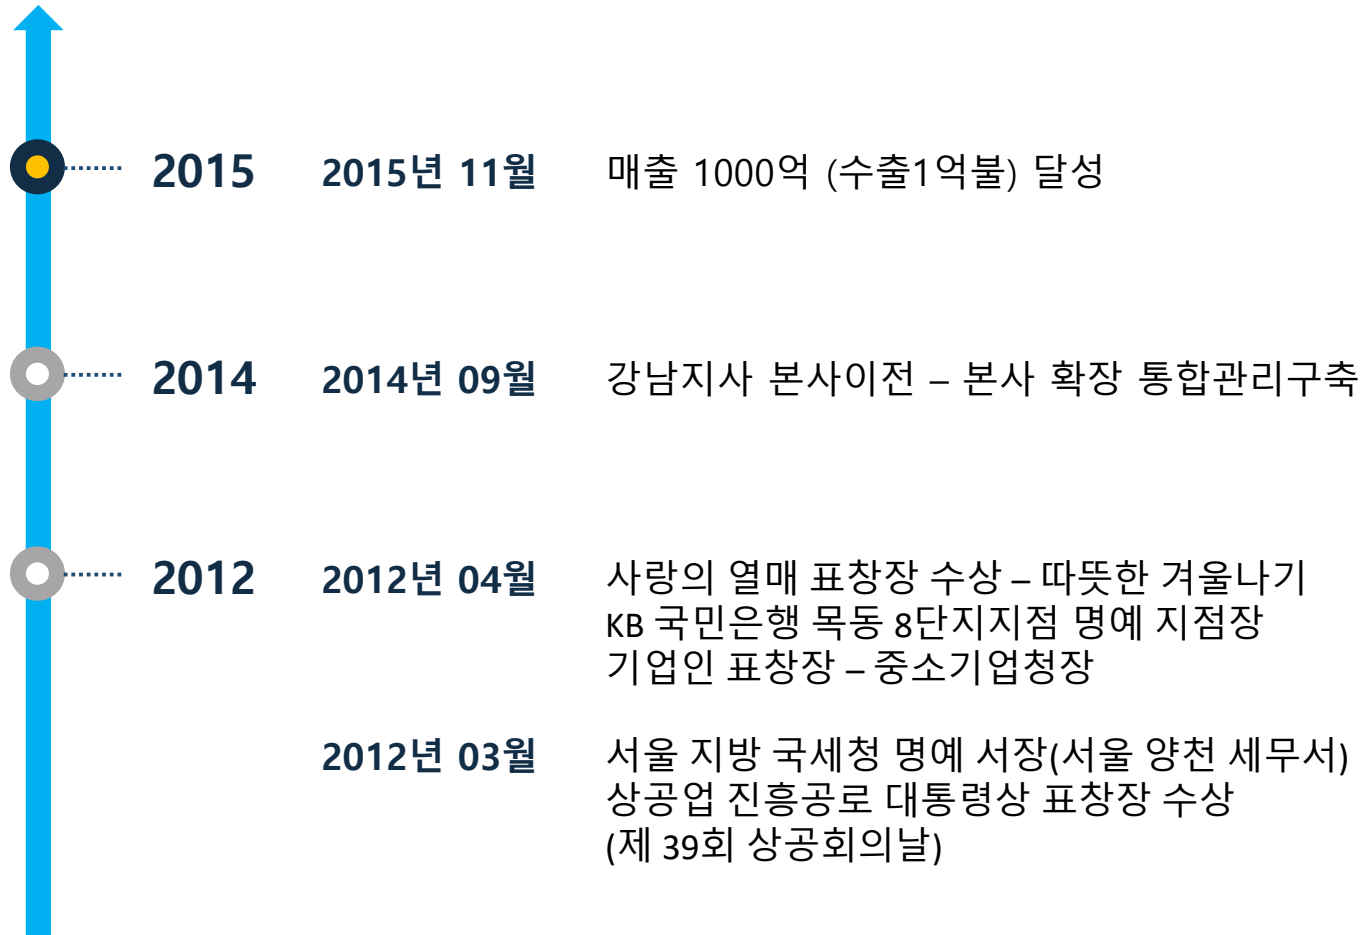 2015 2015년 11월 매출 1000억 (수출1억불) 달성
2014 2014년 09월 강남지사 본사이전 – 본사 확장 통합관리구축
2012 2012년 04월 사랑의 열매 표창장 수상 – 따뜻한 겨울나기
KB 국민은행 목동 8단지지점 명예 지점장
기업인 표창장 – 중소기업청장
2012년 03월 서울 지방 국세청 명예 서장(서울 양천 세무서)
상공업 진흥공로 대통령상 표창장 수상
(제 39회 상공회의날)